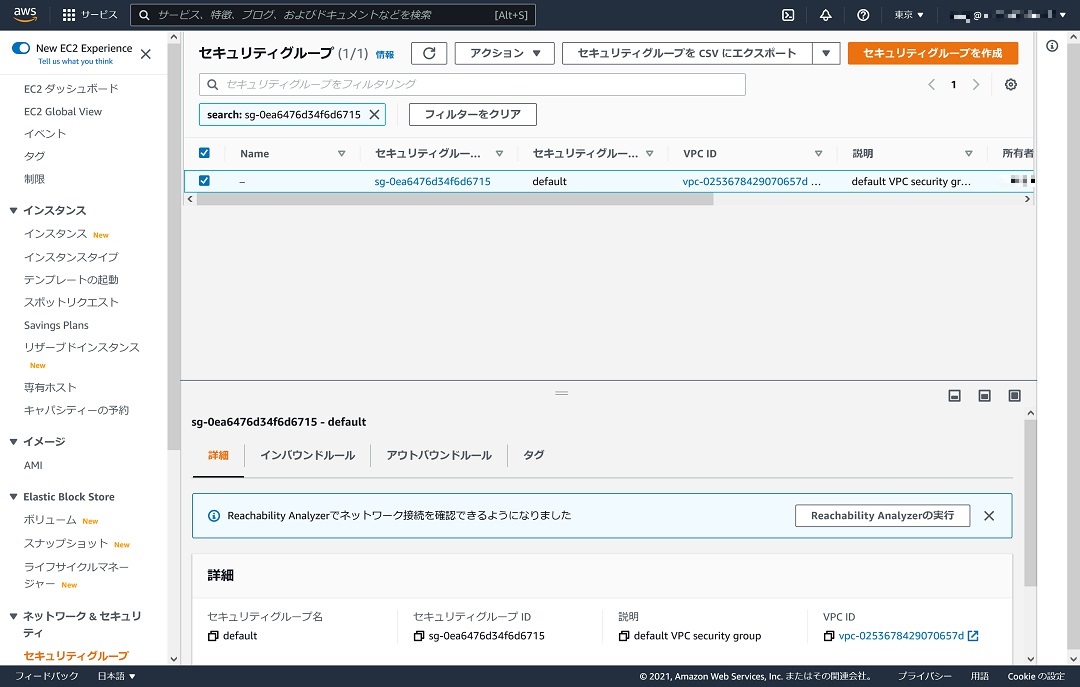 aws
サービス
サービス、特徴、ブログ、およびドキュメントなどを検索
[Alt+S]
東京 ▼
@
New EC2 Experience
Tell us what you think
EC2 ダッシュボード
EC2 Global View
イベント
タグ
制限
▼ インスタンス
インスタンス New
インスタンスタイプ
テンプレートの起動
スポットリクエスト
Savings Plans
リザーブドインスタンス
New
専有ホスト
キャパシティーの予約
▼ イメージ
AMI
▼ Elastic Block Store
ボリューム New
スナップショット New
ライフサイクルマネー
ジャー New
▼ ネットワーク & セキュリ
ティ
セキュリティグループ
セキュリティグループ (1/1) 情報
アクション ▼
セキュリティグループを CSV にエクスポート ▼
セキュリティグループを作成
セキュリティグループをフィルタリング
1
search: sg-0ea6476d34f6d6715
フィルターをクリア
Name
セキュリティグルー...
セキュリティグルー...
VPC ID
説明
所有者
–
sg-0ea6476d34f6d6715
default
vpc-0253678429070657d ...
default VPC security gr...
sg-0ea6476d34f6d6715 - default
詳細
インバウンドルール
アウトバウンドルール
タグ
Reachability Analyzerでネットワーク接続を確認できるようになりました
Reachability Analyzerの実行
詳細
セキュリティグループ名
default
セキュリティグループ ID
sg-0ea6476d34f6d6715
説明
default VPC security group
VPC ID
vpc-0253678429070657d
フィードバック
日本語 ▼
© 2021, Amazon Web Services, Inc. またはその関連会社。
プライバシー
用語
Cookie の設定